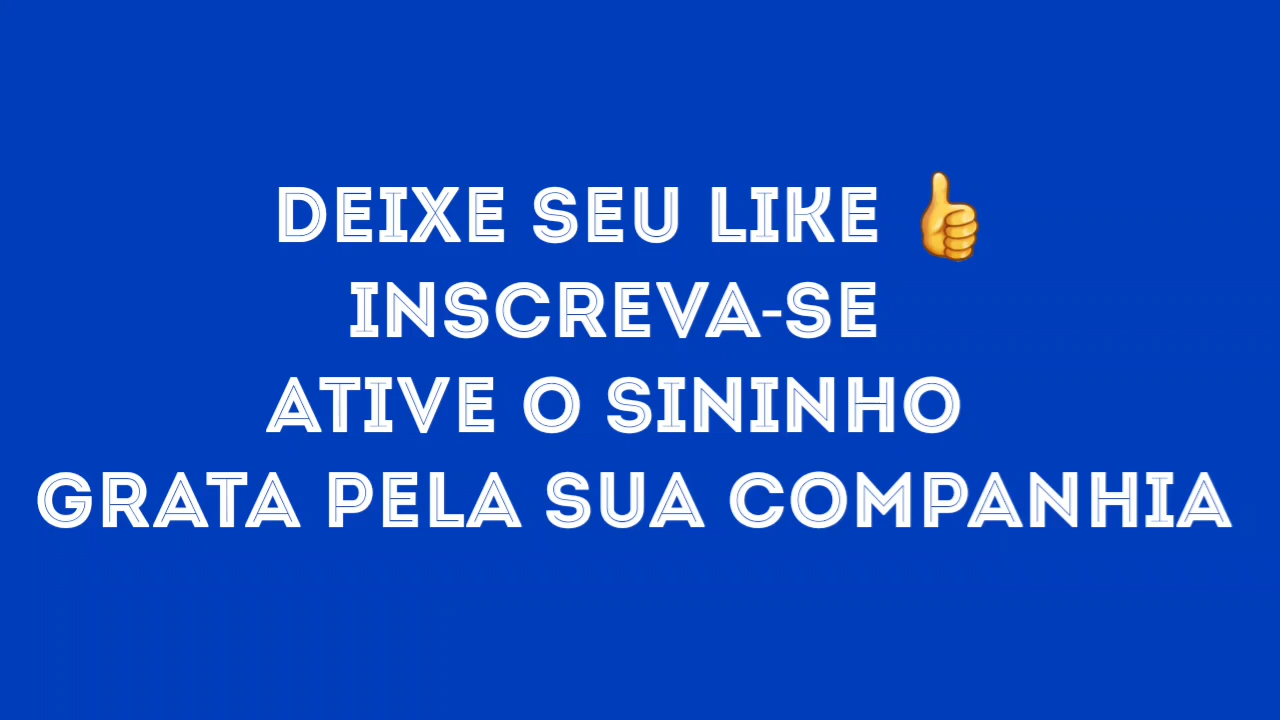 DEIXE SEU LIKE 👍
INSCREVA-SE
ATIVE O SININHO
GRATA PELA SUA COMPANHIA